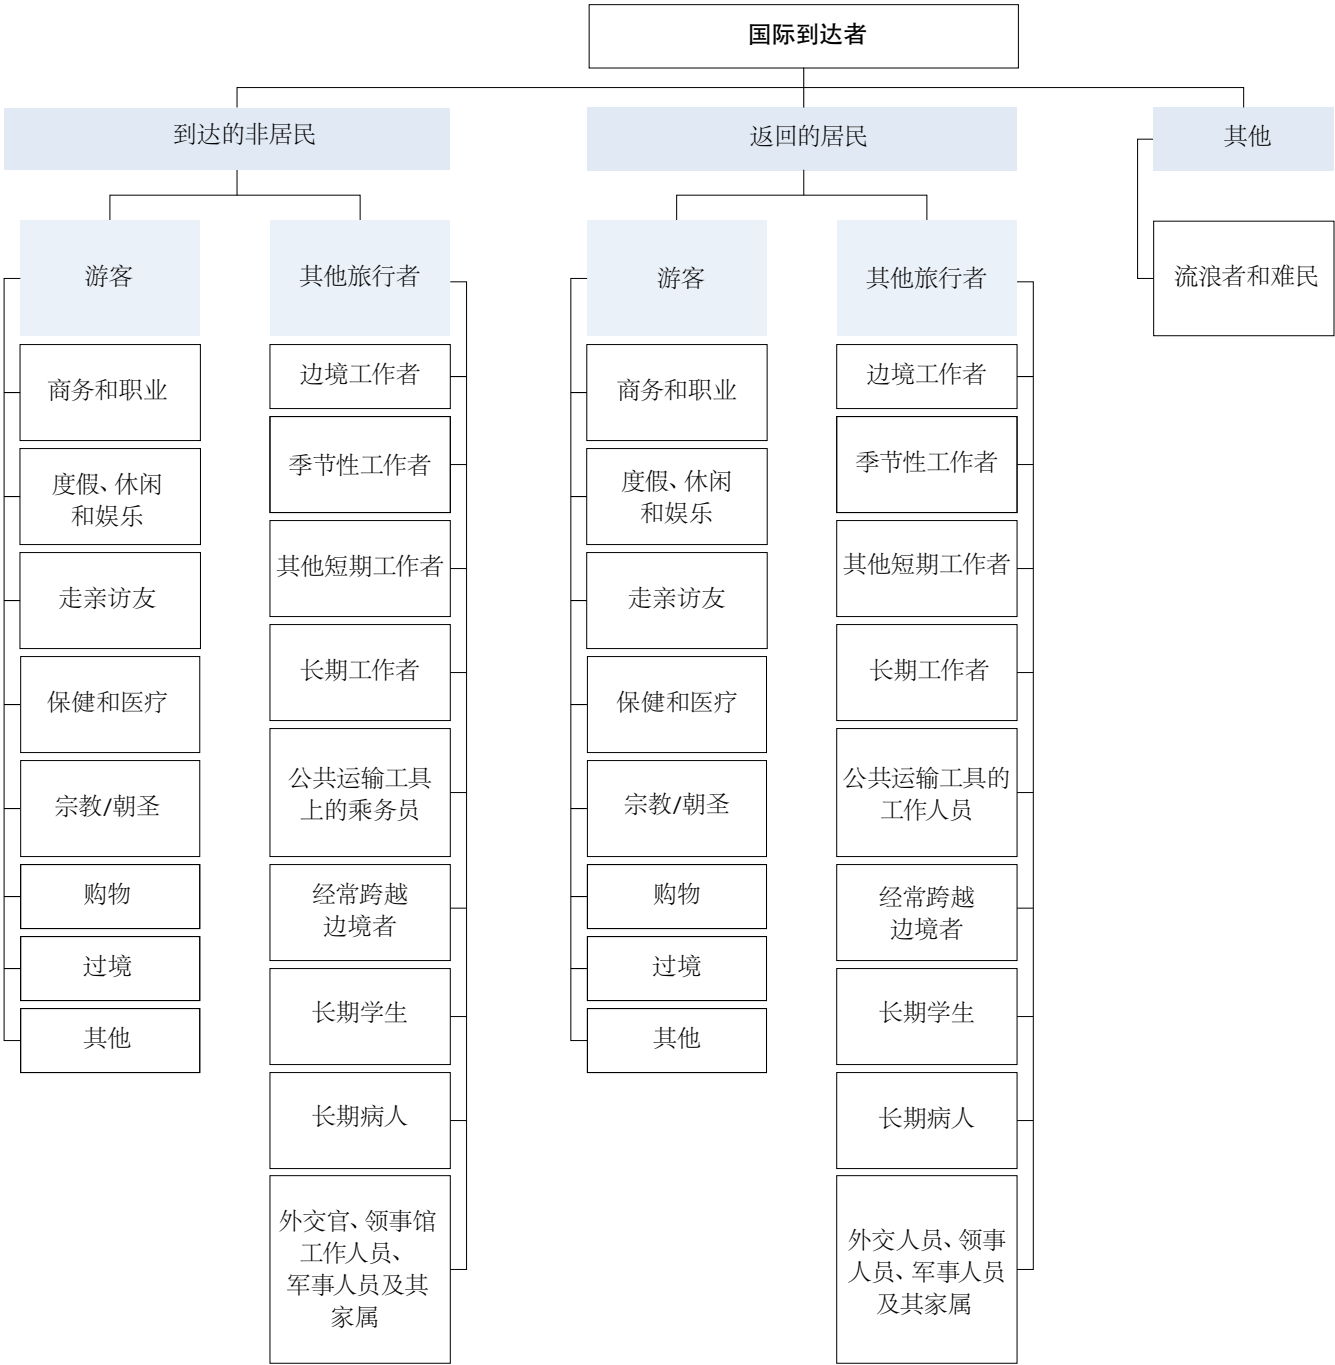 国际到达者
到达的非居民
返回的居民
其他
游客
其他旅行者
游客
其他旅行者
流浪者和难民
商务和职业
度假、休闲
和娱乐
走亲访友
保健和医疗
宗教/朝圣
购物
过境
其他
边境工作者
季节性工作者
其他短期工作者
长期工作者
公共运输工具
上的乘务员
经常跨越
边境者
长期学生
长期病人
外交官、领事馆
工作人员、
军事人员及其
家属
商务和职业
度假、休闲
和娱乐
走亲访友
保健和医疗
宗教/朝圣
购物
过境
其他
边境工作者
季节性工作者
其他短期工作者
长期工作者
公共运输工具的
工作人员
经常跨越
边境者
长期学生
长期病人
外交人员、领事
人员、军事人员
及其家属